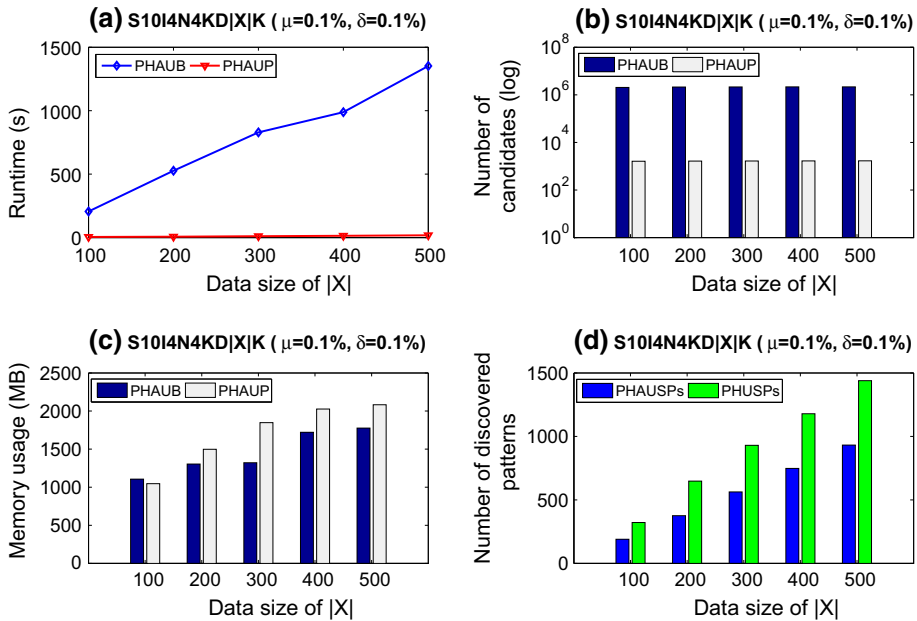 (a) S10I4N4KD|X|K ( μ=0.1%, δ=0.1%)
PHAUB PHAUP
Runtime (s)
1500
1000
500
0
100 200 300 400 500
Data size of |X|
(b) S10I4N4KD|X|K ( μ=0.1%, δ=0.1%)
PHAUB PHAUP
Number of
candidates (log)
10^8
10^6
10^4
10^2
10^0
100 200 300 400 500
Data size of |X|
(c) S10I4N4KD|X|K ( μ=0.1%, δ=0.1%)
PHAUB PHAUP
Memory usage (MB)
2500
2000
1500
1000
500
0
100 200 300 400 500
Data size of |X|
(d) S10I4N4KD|X|K ( μ=0.1%, δ=0.1%)
PHAUSPs PHUSPs
Number of discovered
patterns
1500
1000
500
0
100 200 300 400 500
Data size of |X|